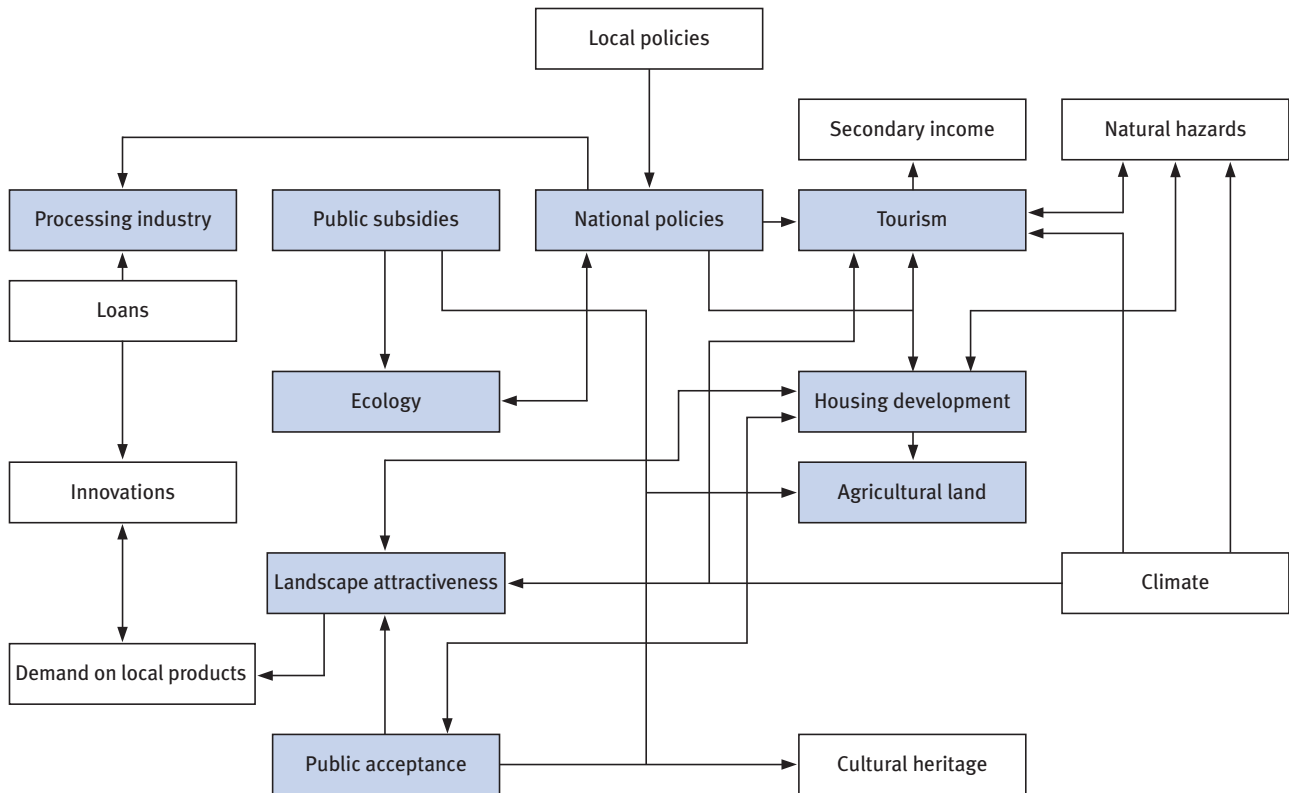 Local policies
Secondary income
Natural hazards
Processing industry
Public subsidies
National policies
Tourism
Loans
Ecology
Housing development
Innovations
Agricultural land
Landscape attractiveness
Climate
Demand on local products
Public acceptance
Cultural heritage